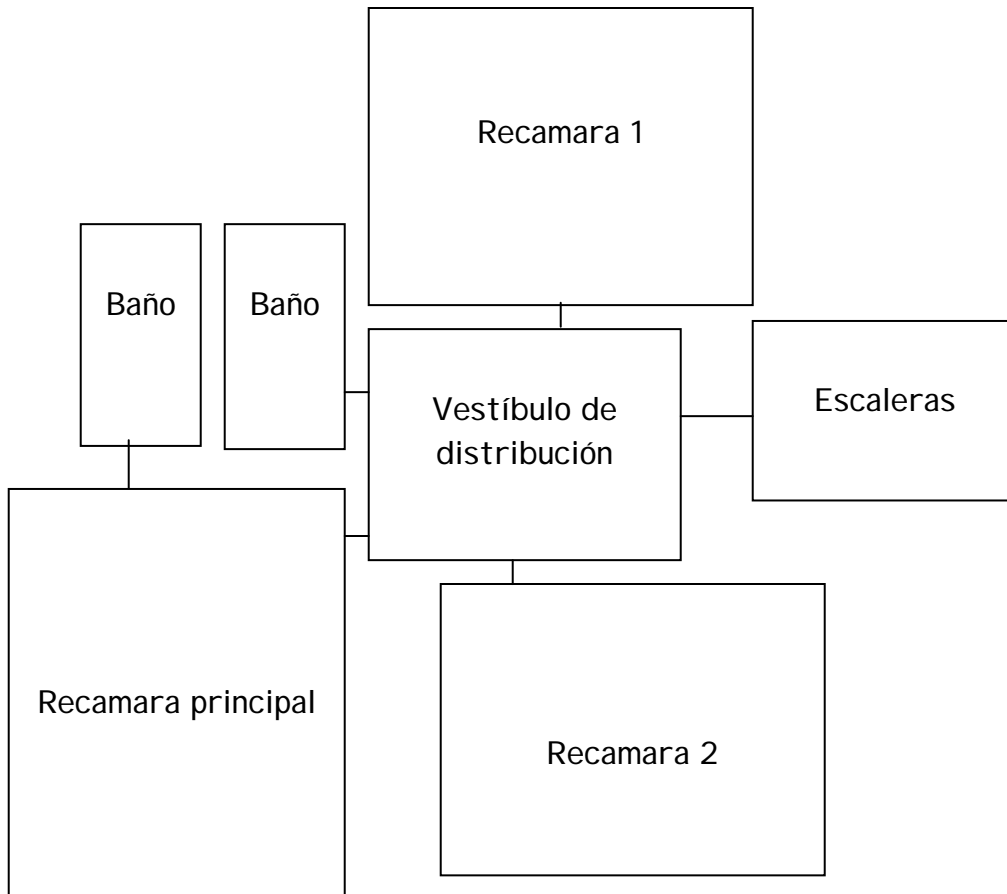 Recamara 1
Baño
Baño
Vestíbulo de
distribución
Escaleras
Recamara principal
Recamara 2